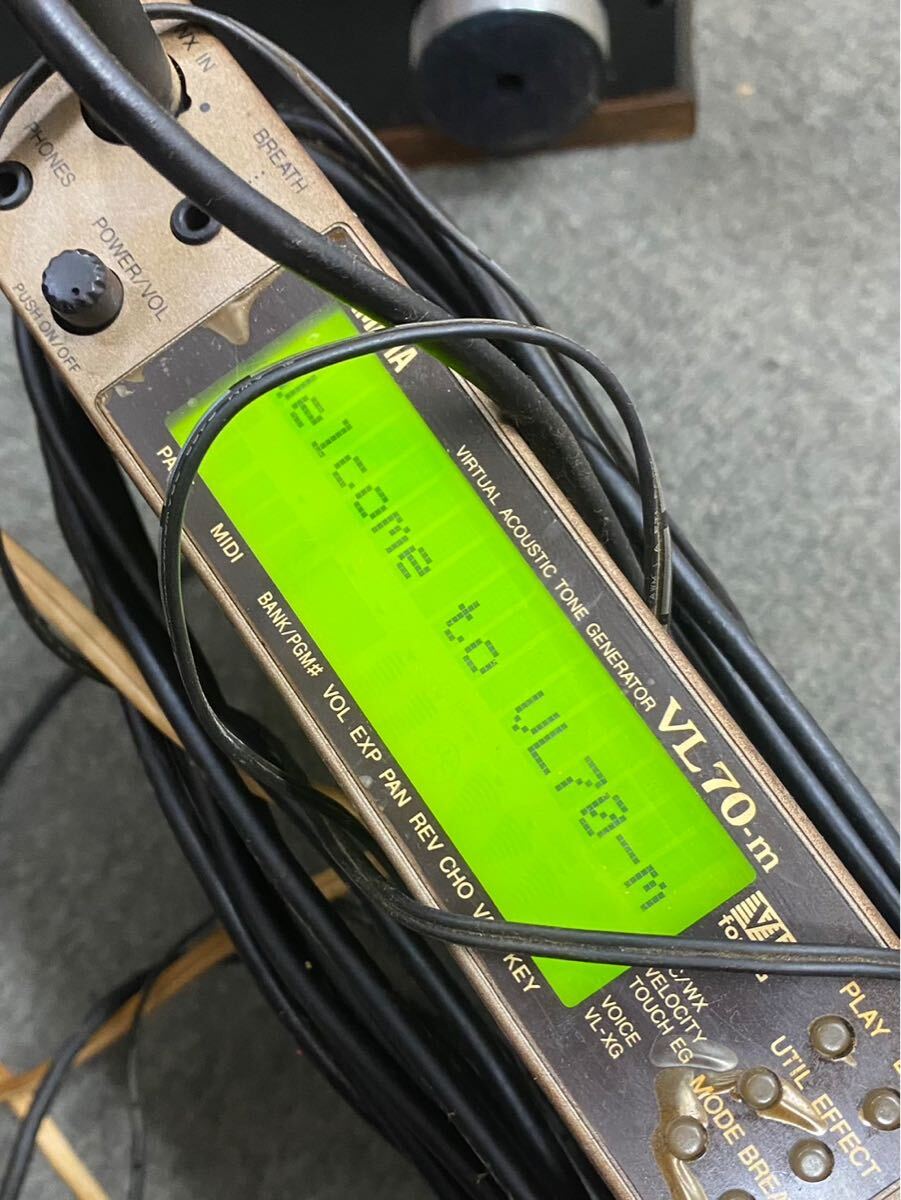 WX IN
PHONES
BREATH
POWER/VOL
PUSH ON/OFF
VIRTUAL ACOUSTIC TONE GENERATOR VL70-m
to VL70-m
MIDI
BANK/PGM# VOL EXP PAN REV CHO
KEY
VELOCITY
TOUCH EG
VOICE
VL-XG
PLAY
UTIL EFFECT
MODE